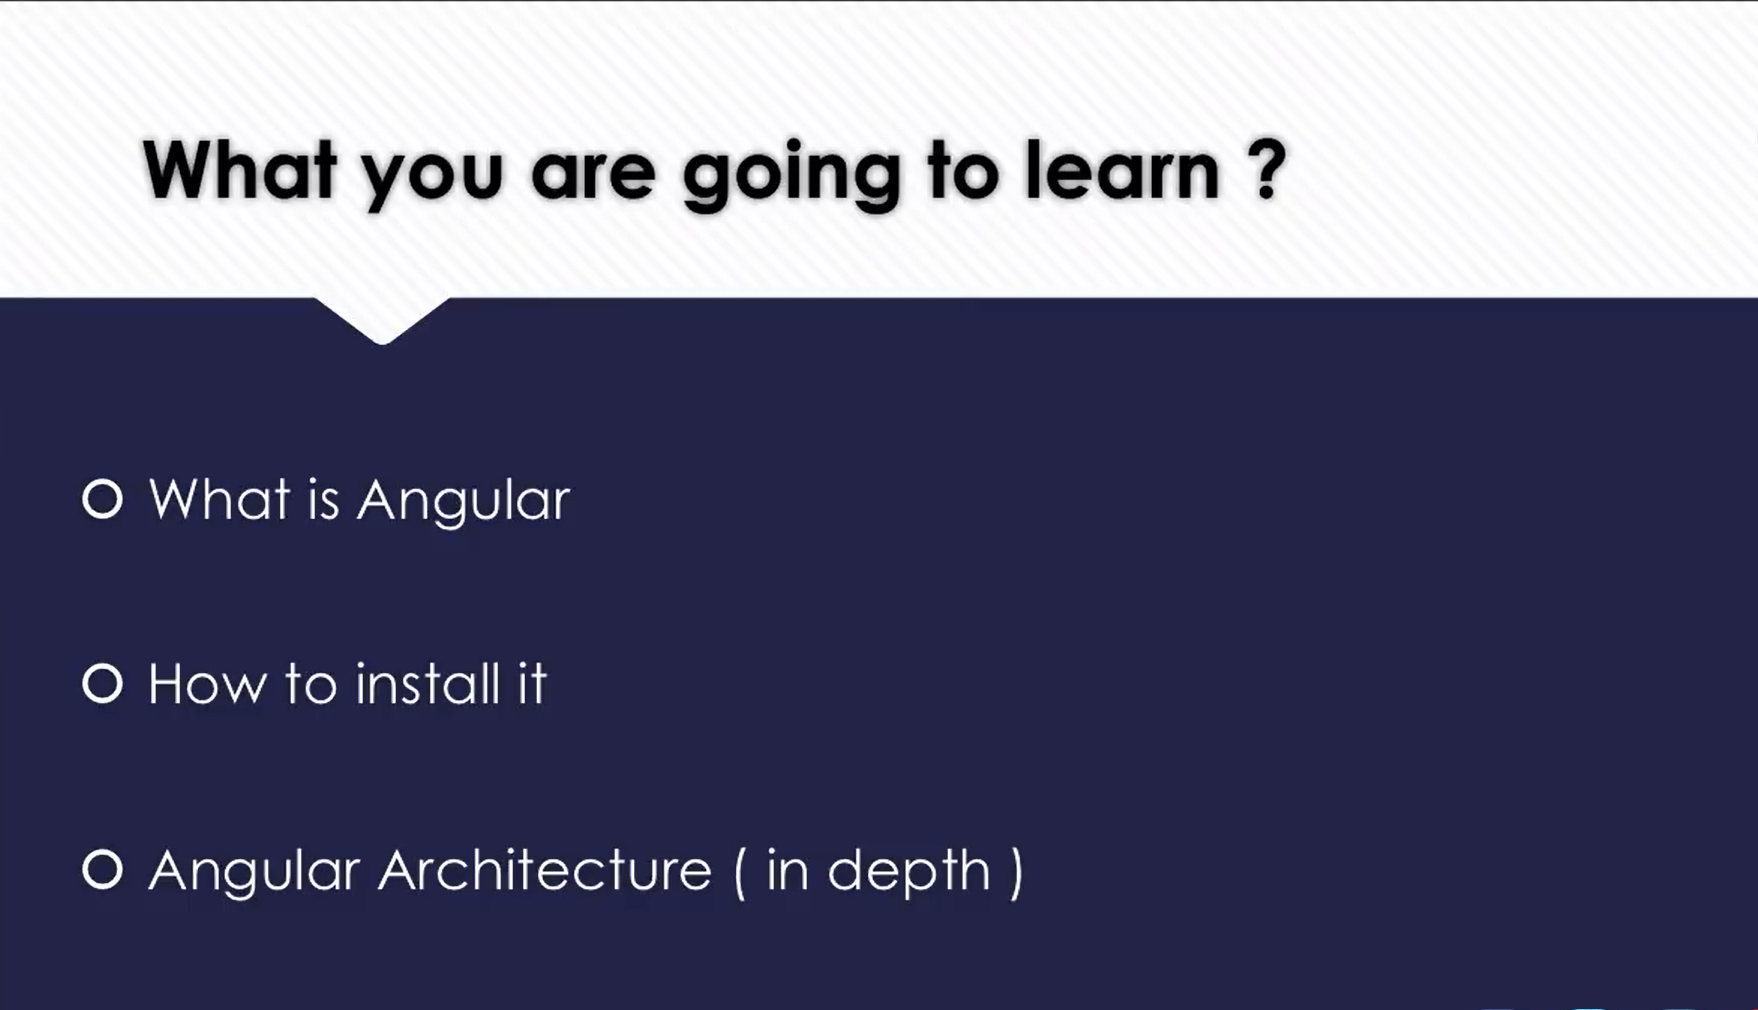 What you are going to learn ?
What is Angular
How to install it
Angular Architecture ( in depth )